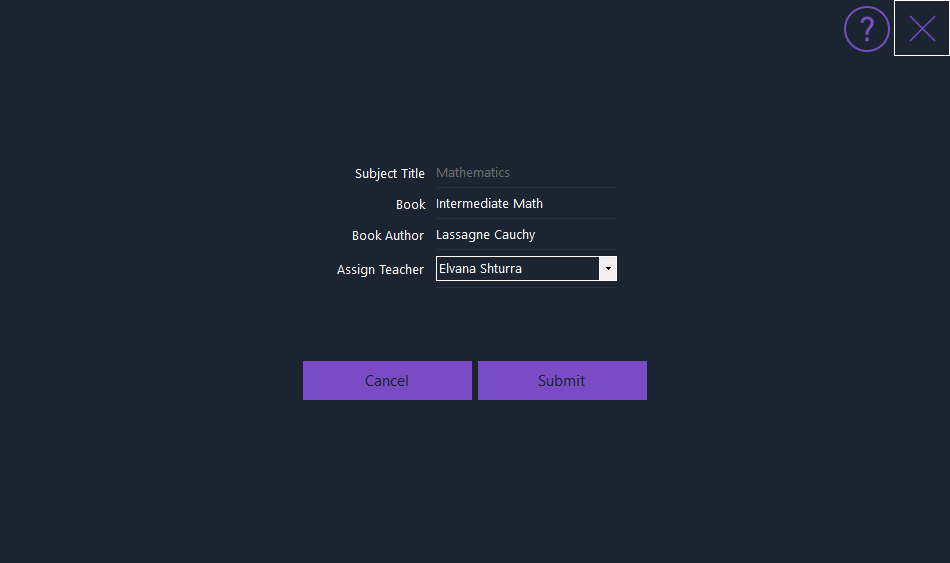 ?
Subject Title Mathematics
Book Intermediate Math
Book Author Lassagne Cauchy
Assign Teacher Elvana Shturra
Cancel Submit